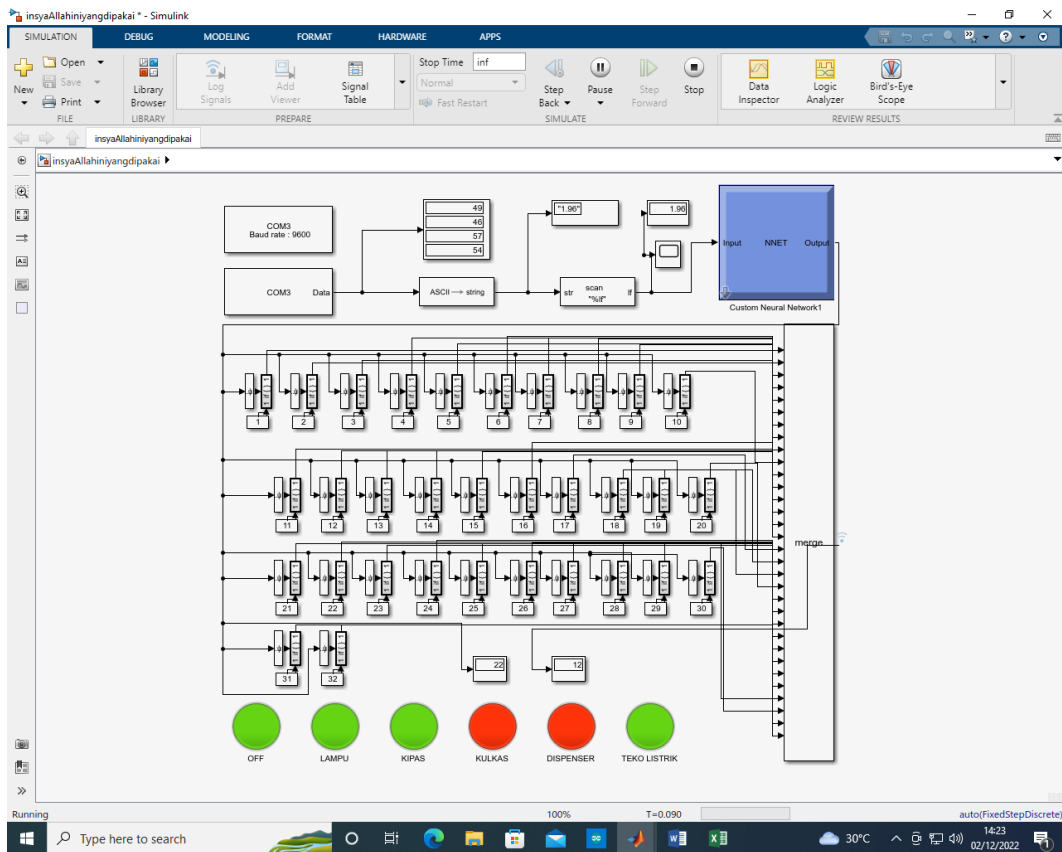 insyaAllahiniyangdipakai * - Simulink
SIMULATION DEBUG MODELING FORMAT HARDWARE APPS
New
Open
Save
Print
FILE
Library Browser
LIBRARY
Log Signals
Add Viewer
Signal Table
PREPARE
Stop Time inf
Normal
Fast Restart
Step Back
Pause
Step Forward
Stop
SIMULATE
Data Inspector
Logic Analyzer
Bird's-Eye Scope
REVIEW RESULTS
insyaAllahiniyangdipakai
insyaAllahiniyangdipakai
COM3
Baud rate : 9600
49
46
57
54
"1.96"
1.96
COM3 Data
ASCII → string
str scan "%lf" lf
Input NNET Output
Custom Neural Network1
1 2 3 4 5 6 7 8 9 10
11 12 13 14 15 16 17 18 19 20
merge
21 22 23 24 25 26 27 28 29 30
31 32
22
12
OFF LAMPU KIPAS KULKAS DISPENSER TEKO LISTRIK
Running 100% T=0.090 auto(FixedStepDiscrete)
Type here to search
30°C
14:23
02/12/2022